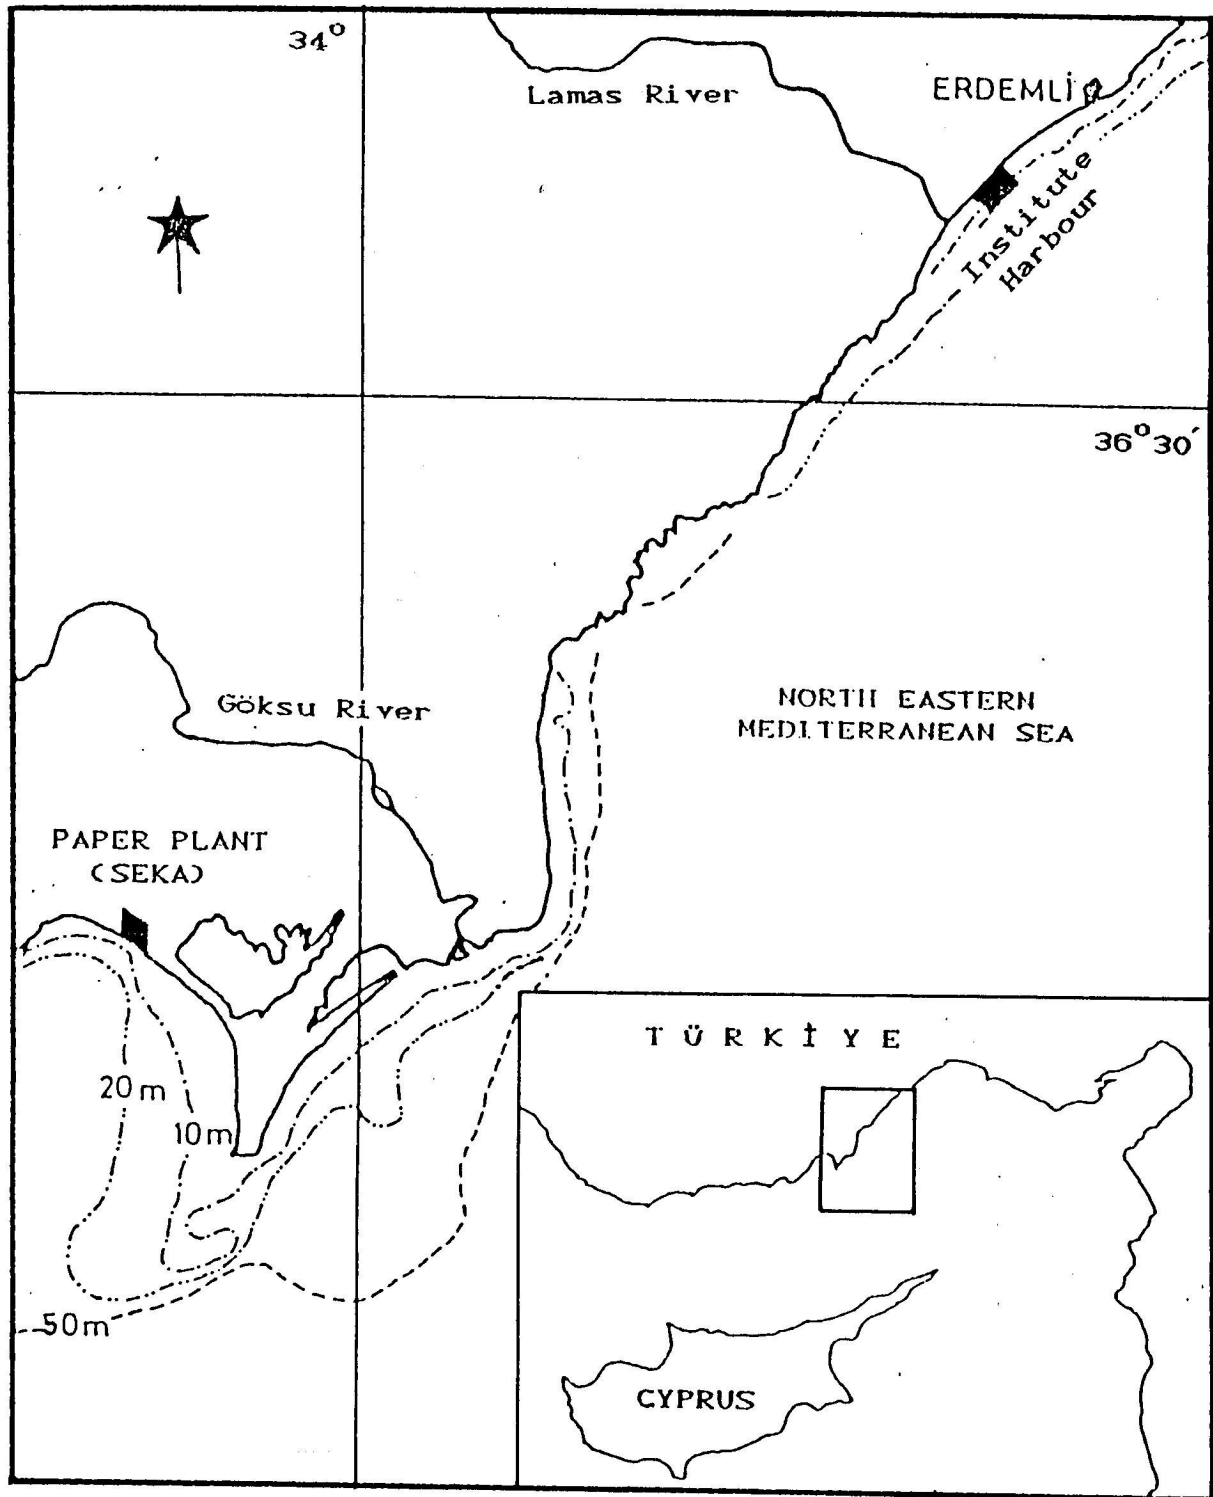 34°
Lamas River
ERDEMLİ
Institute
Harbour
36°30′
Göksu River
NORTH EASTERN
MEDITERRANEAN SEA
PAPER PLANT
(SEKA)
20m
10m
50m
TÜRKİYE
CYPRUS